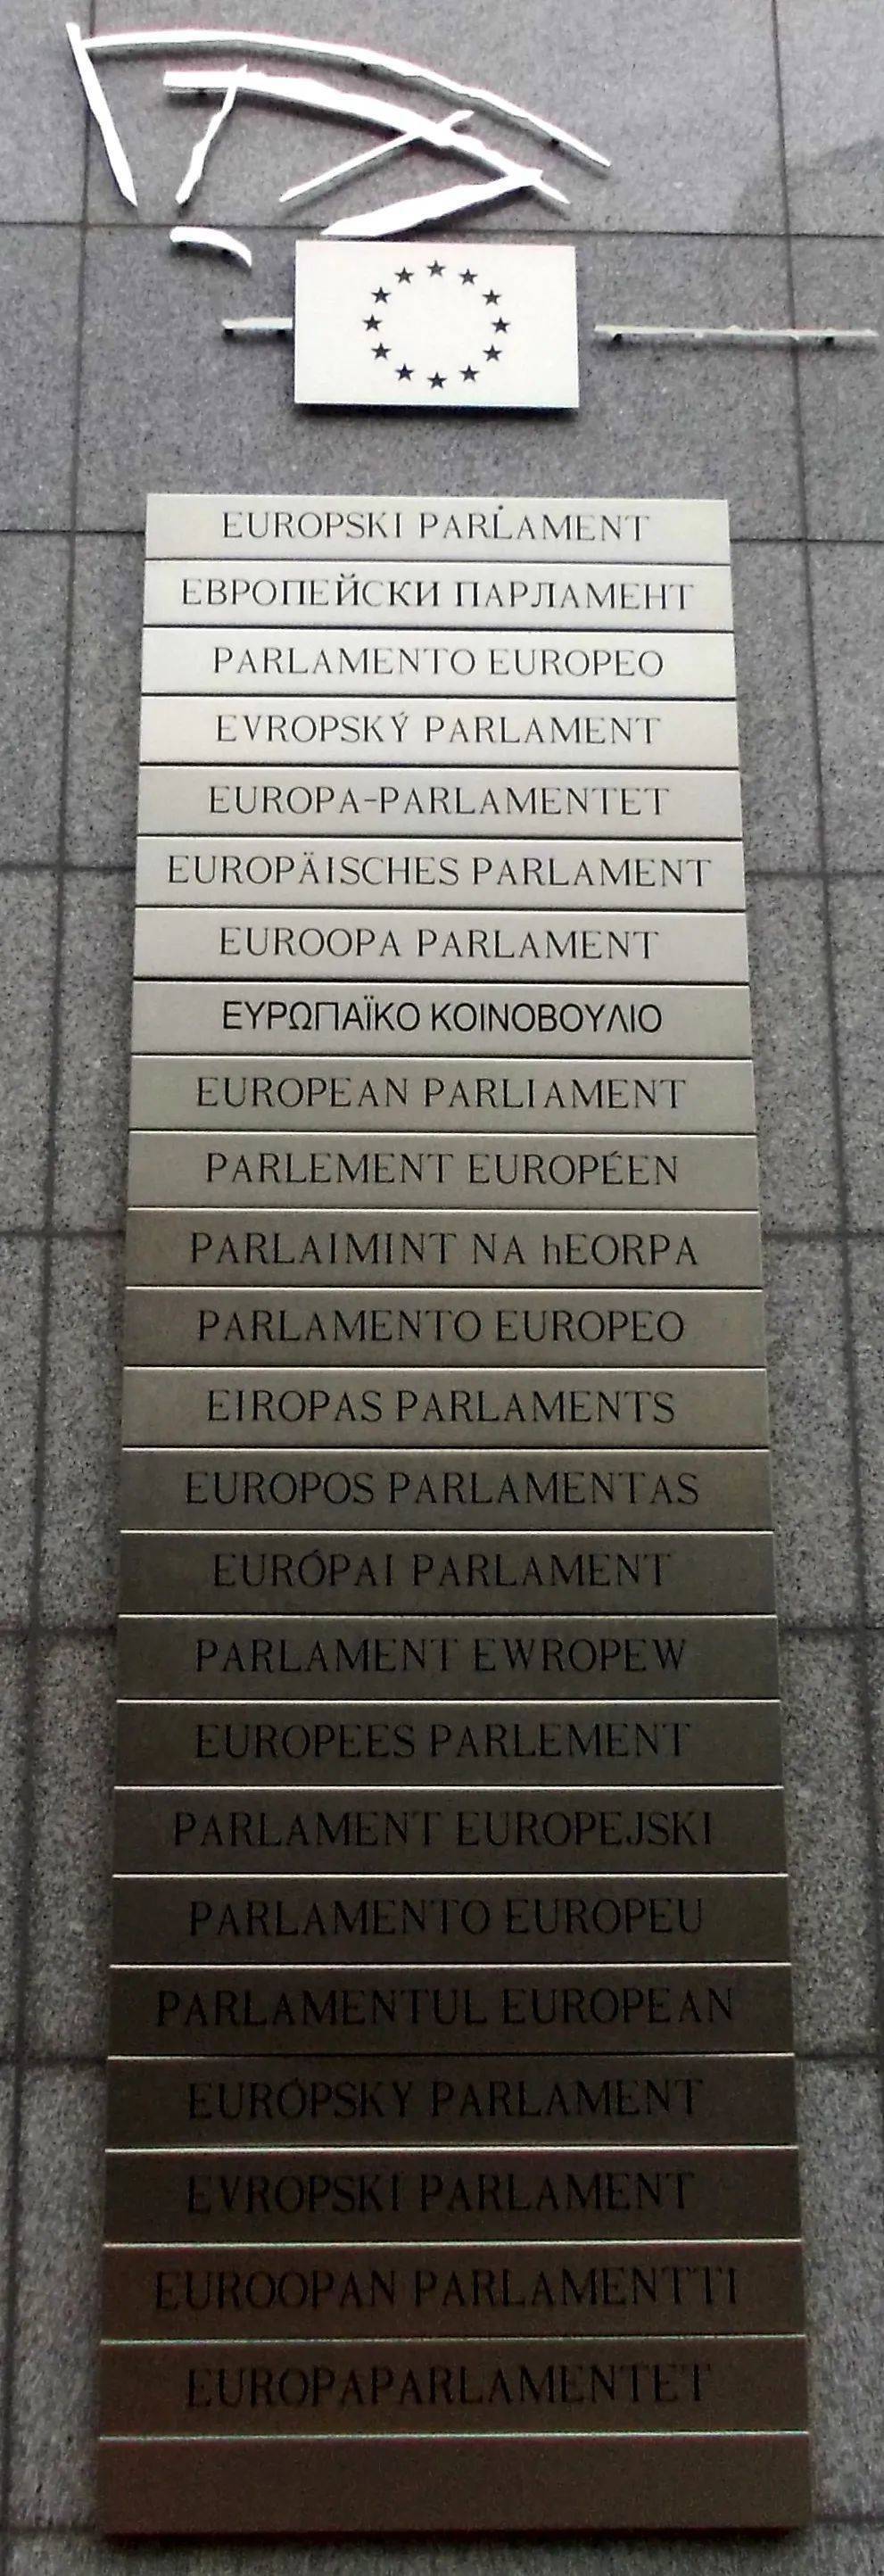 EUROPSKI PARLAMENT
ЕВРОПЕЙСКИ ПАРЛАМЕНТ
PARLAMENTO EUROPEO
EVROPSKÝ PARLAMENT
EUROPA-PARLAMENTET
EUROPÄISCHES PARLAMENT
EUROOPA PARLAMENT
ΕΥΡΩΠΑΪΚΟ ΚΟΙΝΟΒΟΥΛΙΟ
EUROPEAN PARLIAMENT
PARLEMENT EUROPÉEN
PARLAIMINT NA hEORPA
PARLAMENTO EUROPEO
EIROPAS PARLAMENTS
EUROPOS PARLAMENTAS
EURÓPAI PARLAMENT
PARLAMENT EWROPEW
EUROPEES PARLEMENT
PARLAMENT EUROPEJSKI
PARLAMENTO EUROPEU
PARLAMENTUL EUROPEAN
EURÓPSKY PARLAMENT
EVROPSKI PARLAMENT
EUROOPAN PARLAMENTTI
EUROPAPARLAMENTET